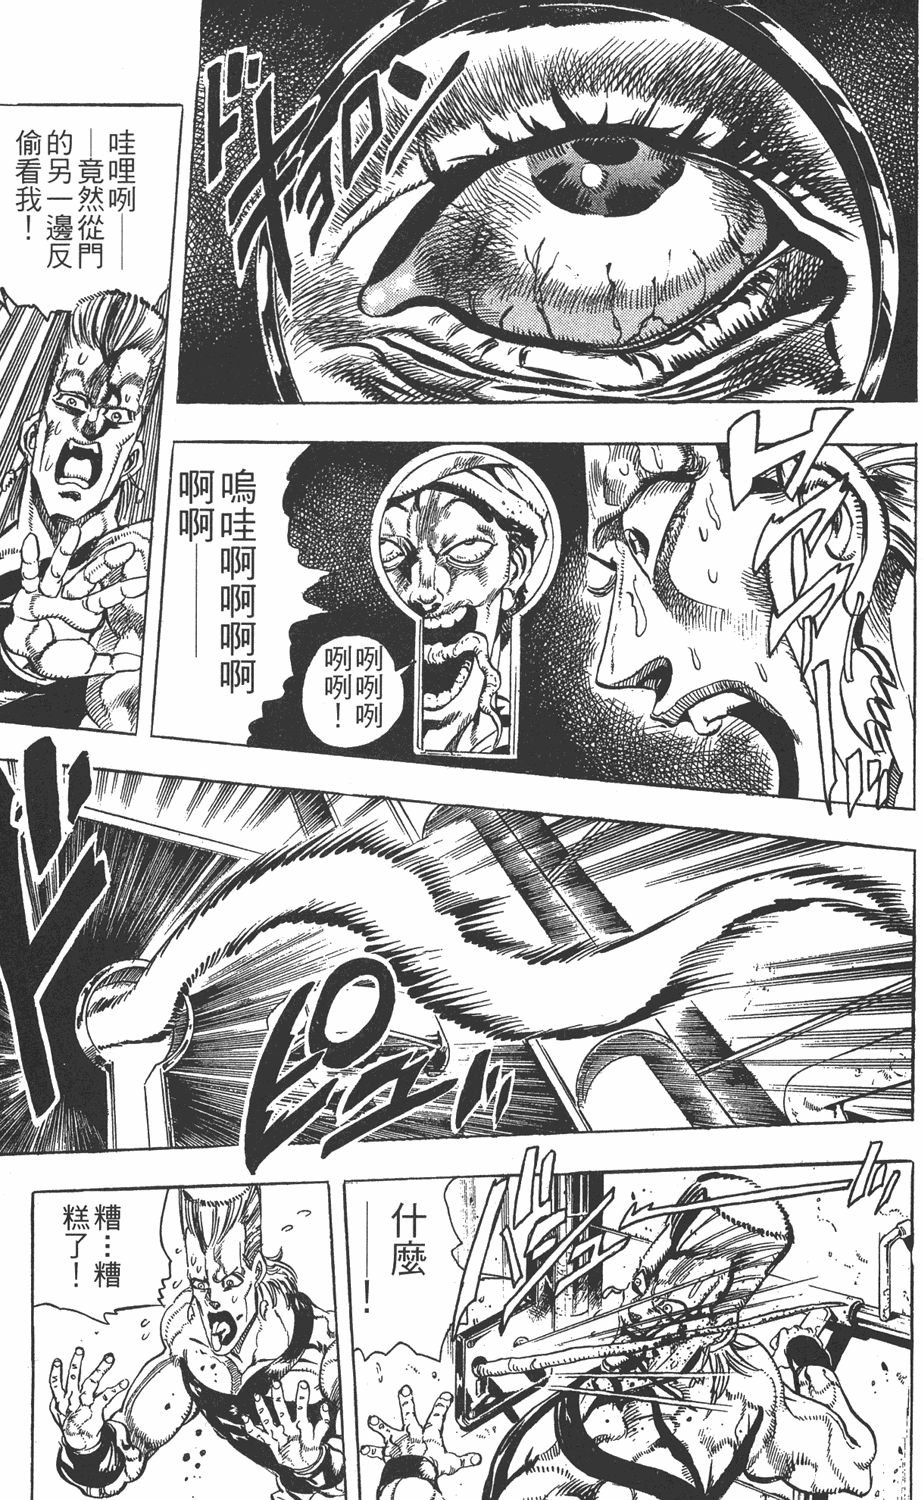 ドギョロン
哇哩咧——
——竟然從門
的另一邊反
偷看我！
咧咧咧
咧咧！
嗚哇啊啊啊啊
啊啊——
ド
ピュッ
什麼
——！
糟…糟
糕了！